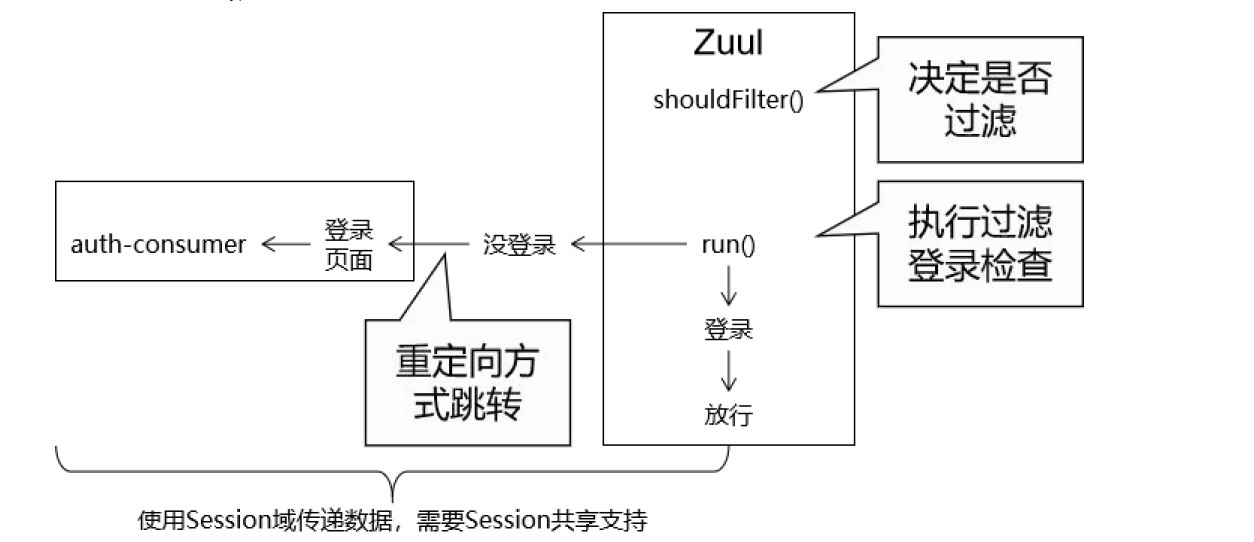 Zuul
shouldFilter()
决定是否
过滤
执行过滤
登录检查
auth-consumer
登录
页面
没登录
run()
登录
放行
重定向方
式跳转
使用Session域传递数据，需要Session共享支持